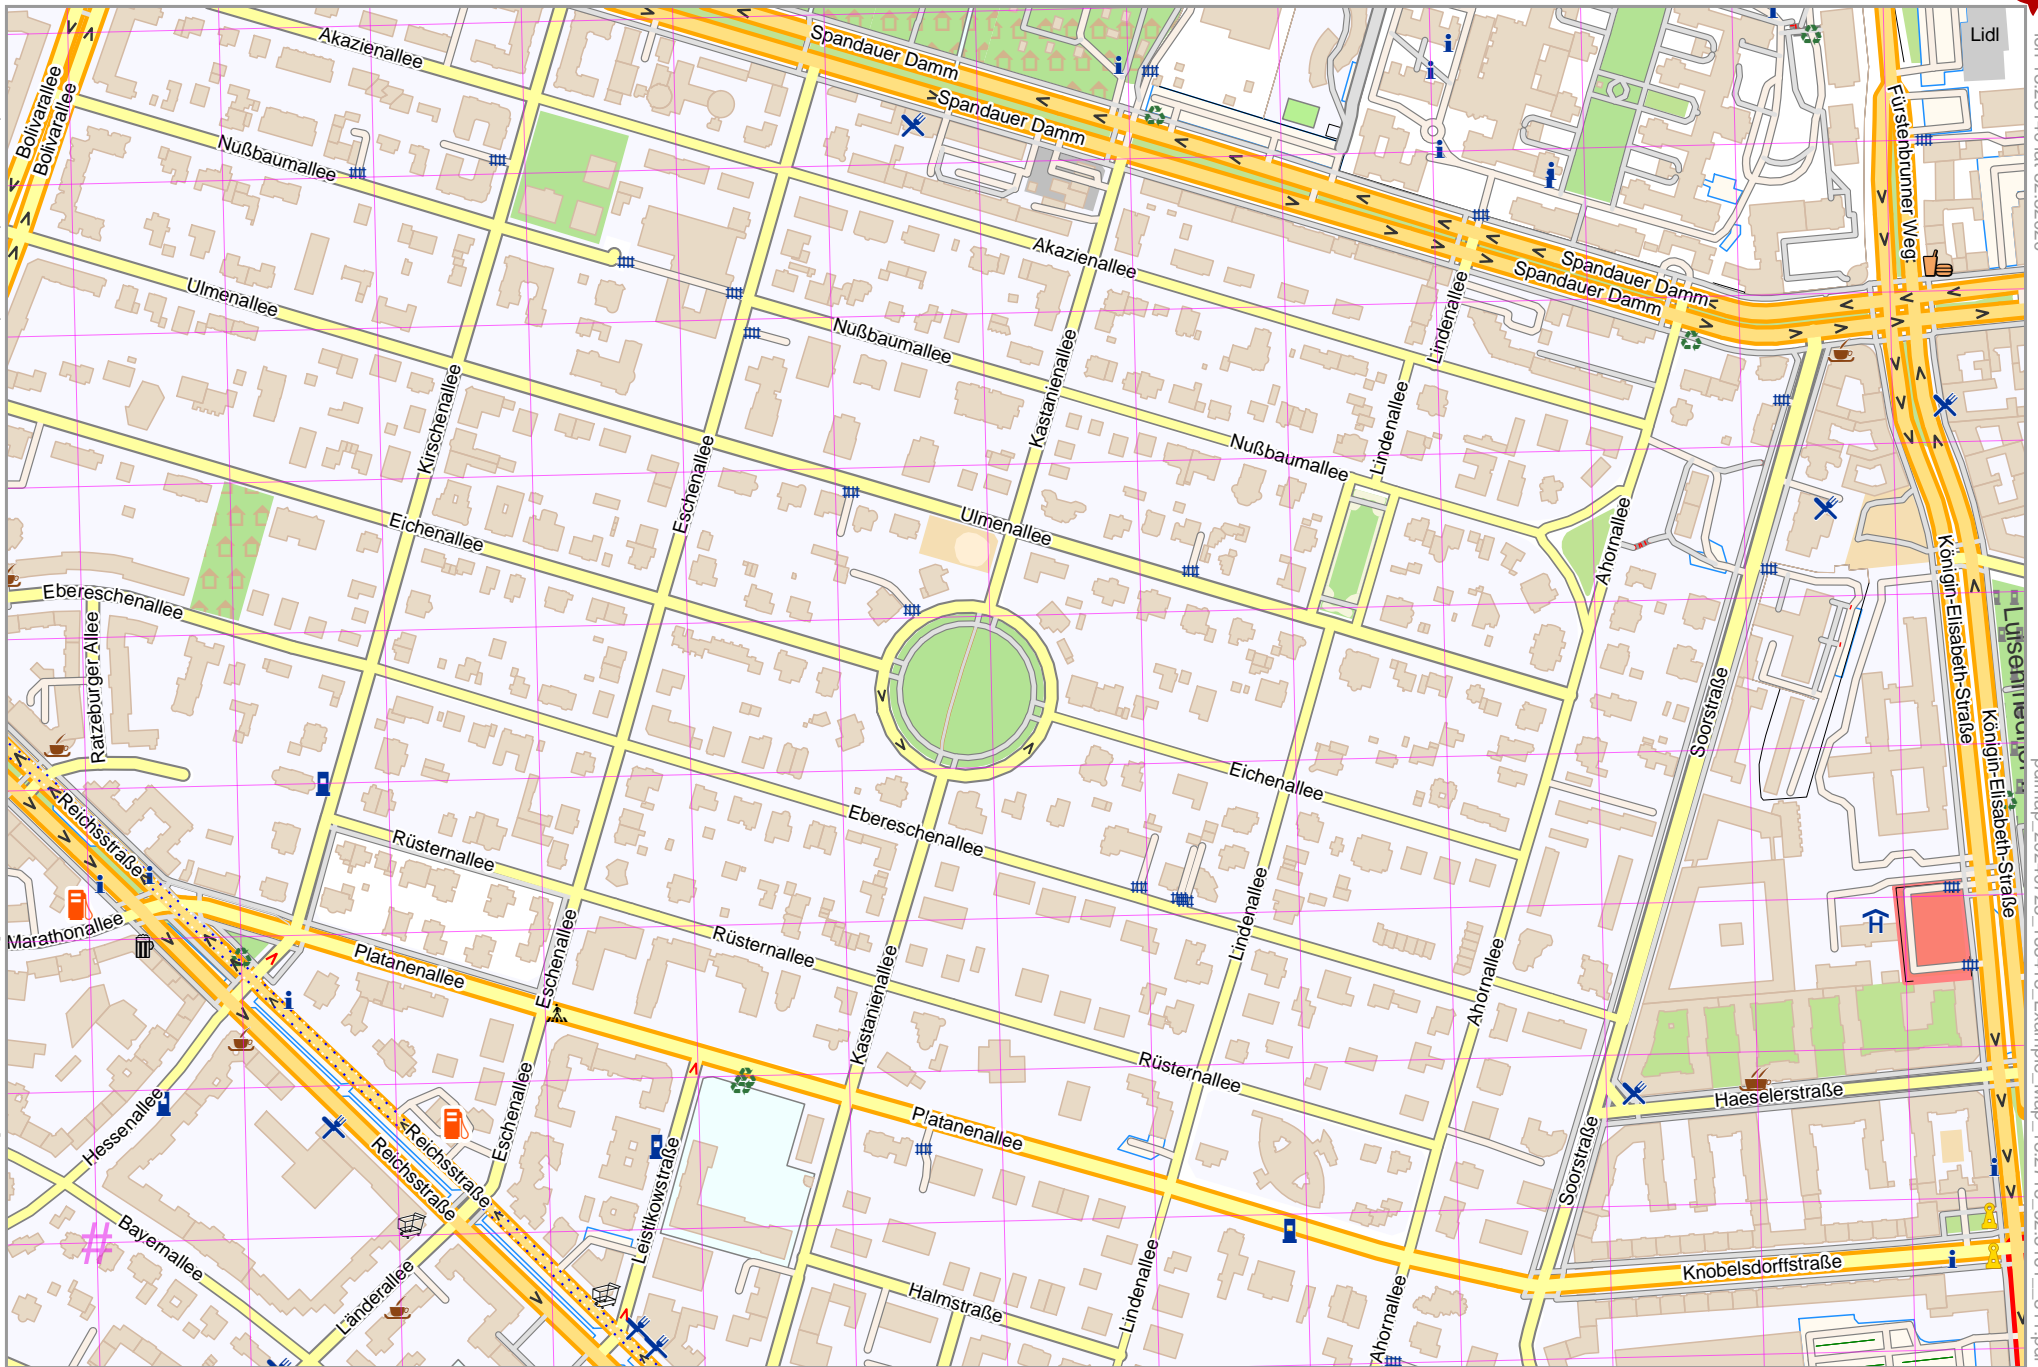 Lidl
Akazienallee
Spandauer Damm
Spandauer Damm
Bolivarallee
Bolivarallee
Nußbaumallee
Fürstenbrunner Weg
Akazienallee
Spandauer Damm
Spandauer Damm
Ulmenallee
Nußbaumallee
Lindenallee
Kastanienallee
Kirschenallee
Lindenallee
Nußbaumallee
Eschenallee
Eichenallee
Ulmenallee
Ahornallee
Ebereschenallee
Ratzeburger Allee
Königin-Elisabeth-Straße
Soorstraße
Königin-Elisabeth-Straße
Eichenallee
Reichsstraße
Rüsternallee
Ebereschenallee
Marathonallee
Platanenallee
Eschenallee
Rüsternallee
Lindenallee
Kastanienallee
Ahornallee
Rüsternallee
Haeselerstraße
Hessenallee
Eschenallee
Platanenallee
Reichsstraße
Reichsstraße
Leistikowstraße
Soorstraße
Bayernallee
Länderallee
Halmstraße
Lindenallee
Ahornallee
Knobelsdorffstraße